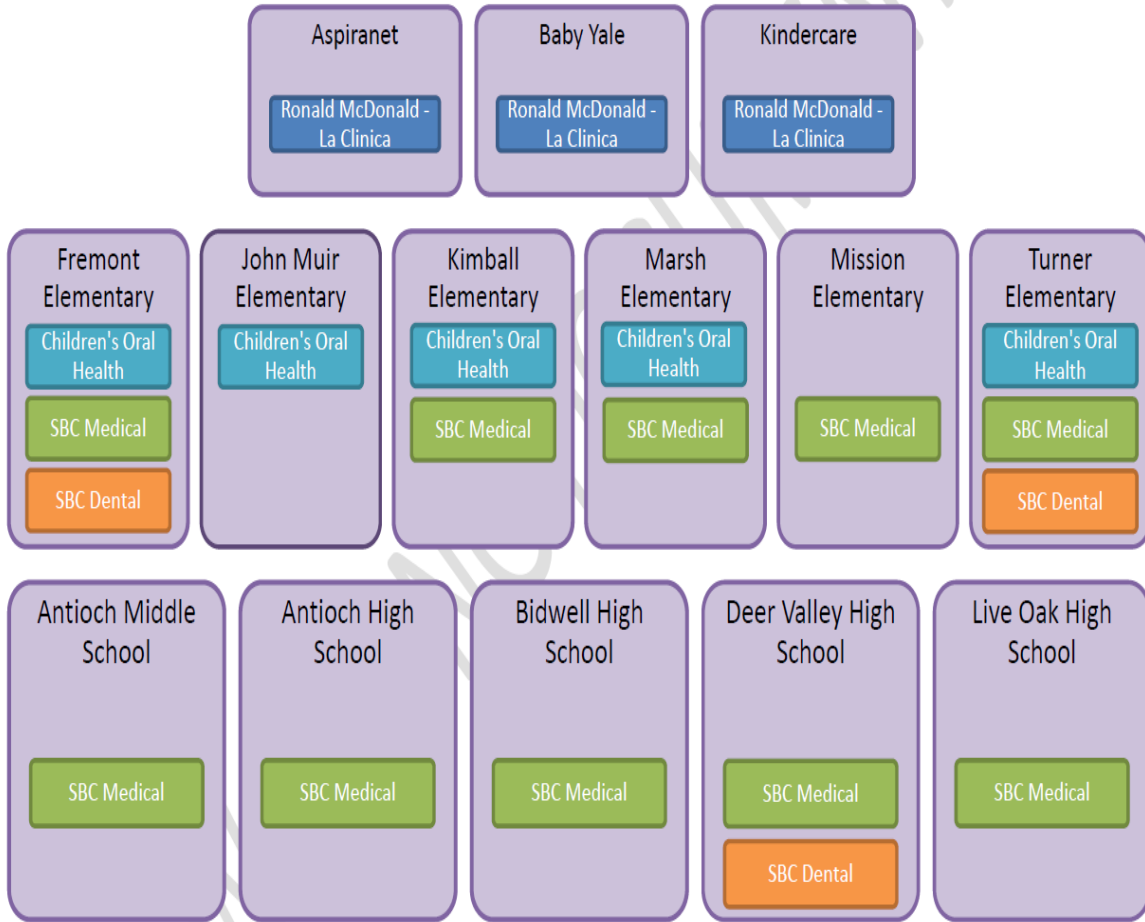 Aspiranet
Ronald McDonald -
La Clinica
Baby Yale
Ronald McDonald -
La Clinica
Kindercare
Ronald McDonald -
La Clinica
Fremont
Elementary
Children's Oral
Health
SBC Medical
SBC Dental
John Muir
Elementary
Children's Oral
Health
Kimball
Elementary
Children's Oral
Health
SBC Medical
Marsh
Elementary
Children's Oral
Health
SBC Medical
Mission
Elementary
SBC Medical
Turner
Elementary
Children's Oral
Health
SBC Medical
SBC Dental
Antioch Middle
School
SBC Medical
Antioch High
School
SBC Medical
Bidwell High
School
SBC Medical
Deer Valley High
School
SBC Medical
SBC Dental
Live Oak High
School
SBC Medical